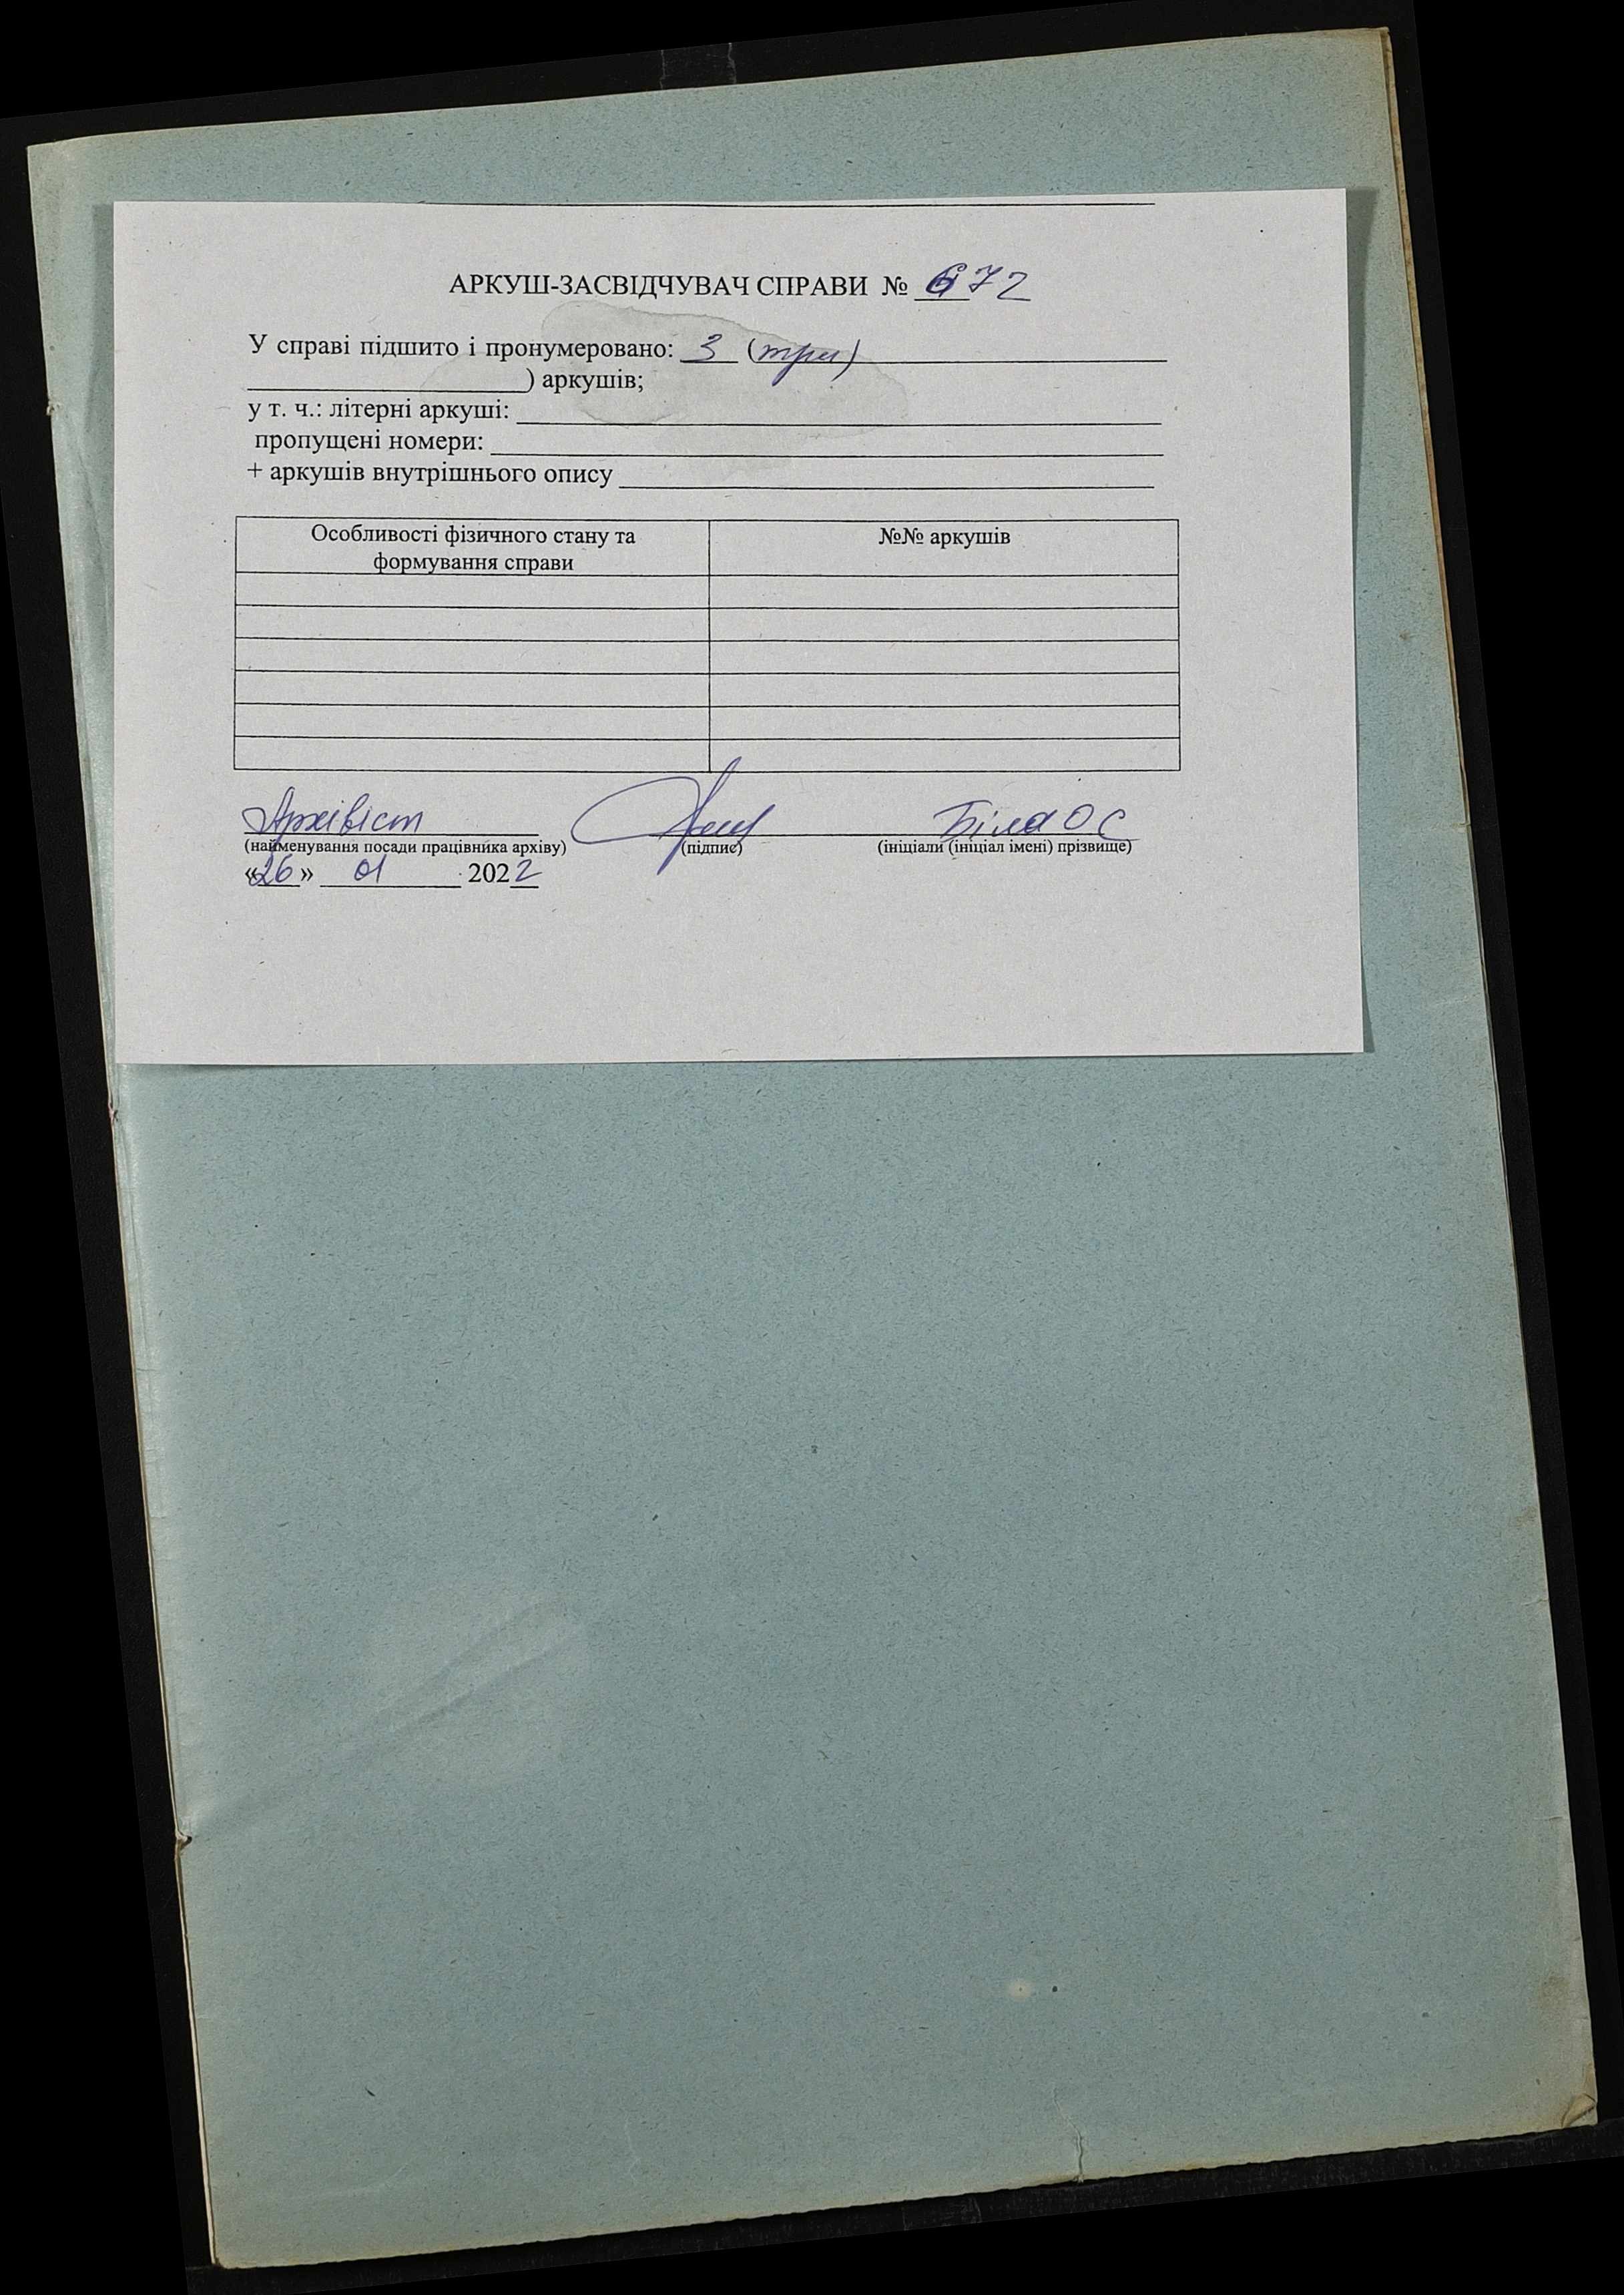 АРКУШ-ЗАСВІДЧУВАЧ СПРАВИ № 672
У справі підшито і пронумеровано: 3 (три)
) аркушів;
у т. ч.: літерні аркуші:
пропущені номери:
+ аркушів внутрішнього опису
Особливості фізичного стану та формування справи №№ аркушів
Архівіст Біла О С
(найменування посади працівника архіву) (підпис) (ініціали (ініціал імені) прізвище)
«26» 01 2022